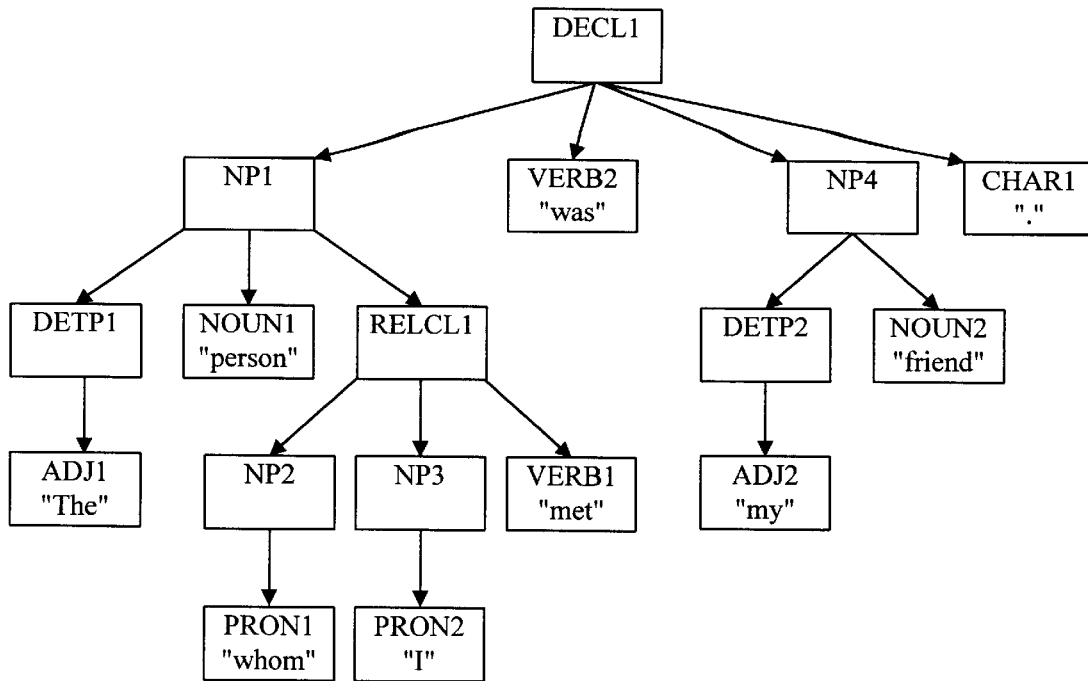 DECL1
NP1
VERB2
"was"
NP4
CHAR1
"."
DETP1
NOUN1
"person"
RELCL1
DETP2
NOUN2
"friend"
ADJ1
"The"
NP2
NP3
VERB1
"met"
ADJ2
"my"
PRON1
"whom"
PRON2
"I"